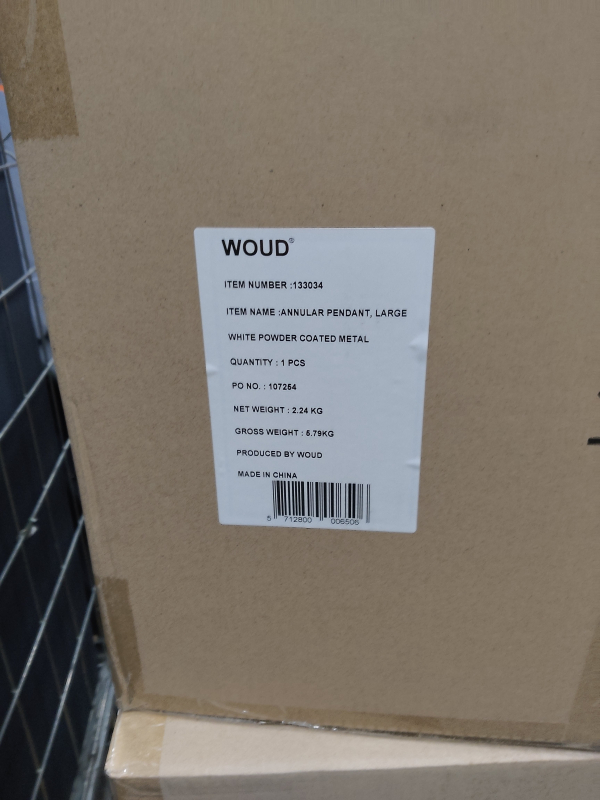 WOUD®
ITEM NUMBER :133034
ITEM NAME :ANNULAR PENDANT, LARGE
WHITE POWDER COATED METAL
QUANTITY : 1 PCS
PO NO. : 107254
NET WEIGHT : 2.24 KG
GROSS WEIGHT : 5.79KG
PRODUCED BY WOUD
MADE IN CHINA
5 712800 006506